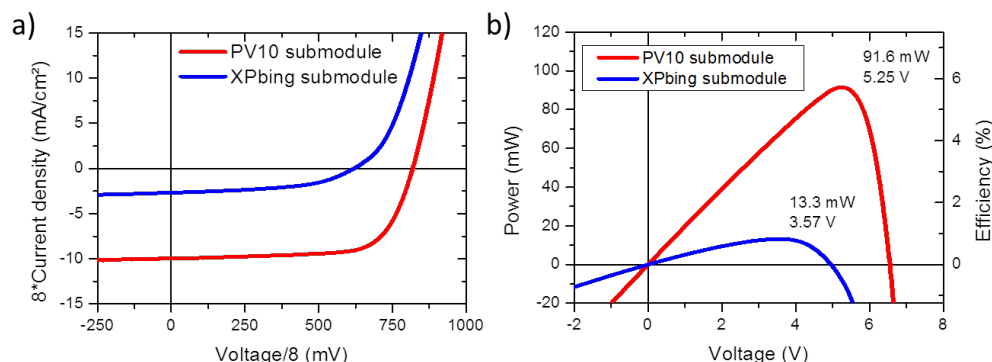 a)
PV10 submodule
XPbing submodule
8*Current density (mA/cm²)
15
10
5
0
-5
-10
-15
-250
0
250
500
750
1000
Voltage/8 (mV)
b)
PV10 submodule
XPbing submodule
91.6 mW
5.25 V
13.3 mW
3.57 V
Power (mW)
120
100
80
60
40
20
0
-20
-2
0
2
4
6
8
Voltage (V)
6
4
2
0
Efficiency (%)